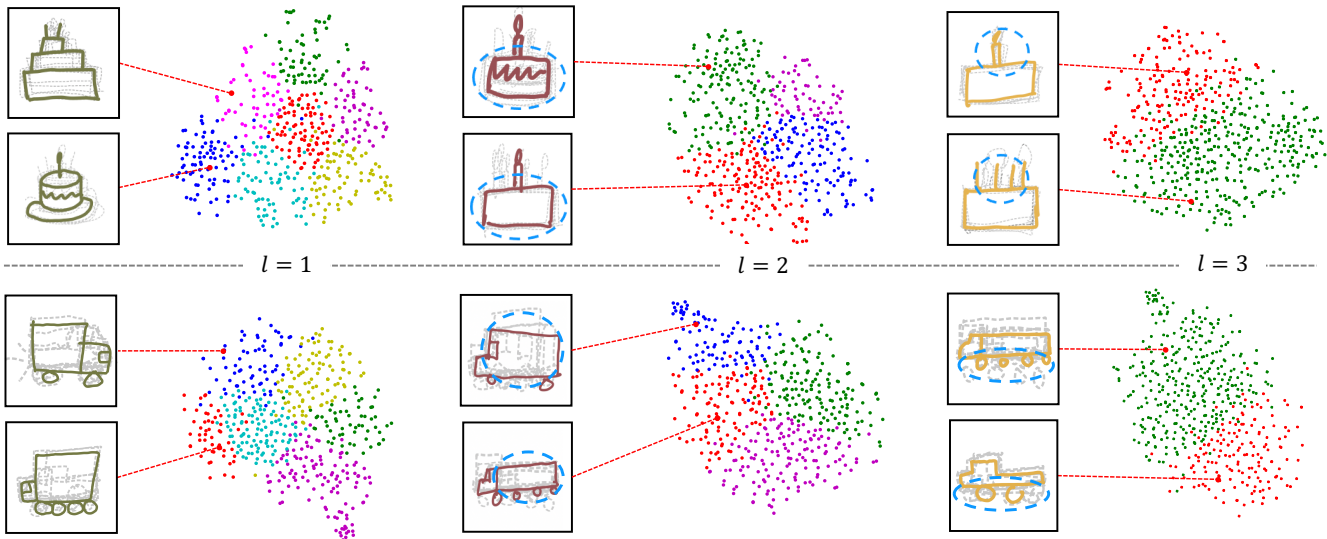 l = 1
l = 2
l = 3